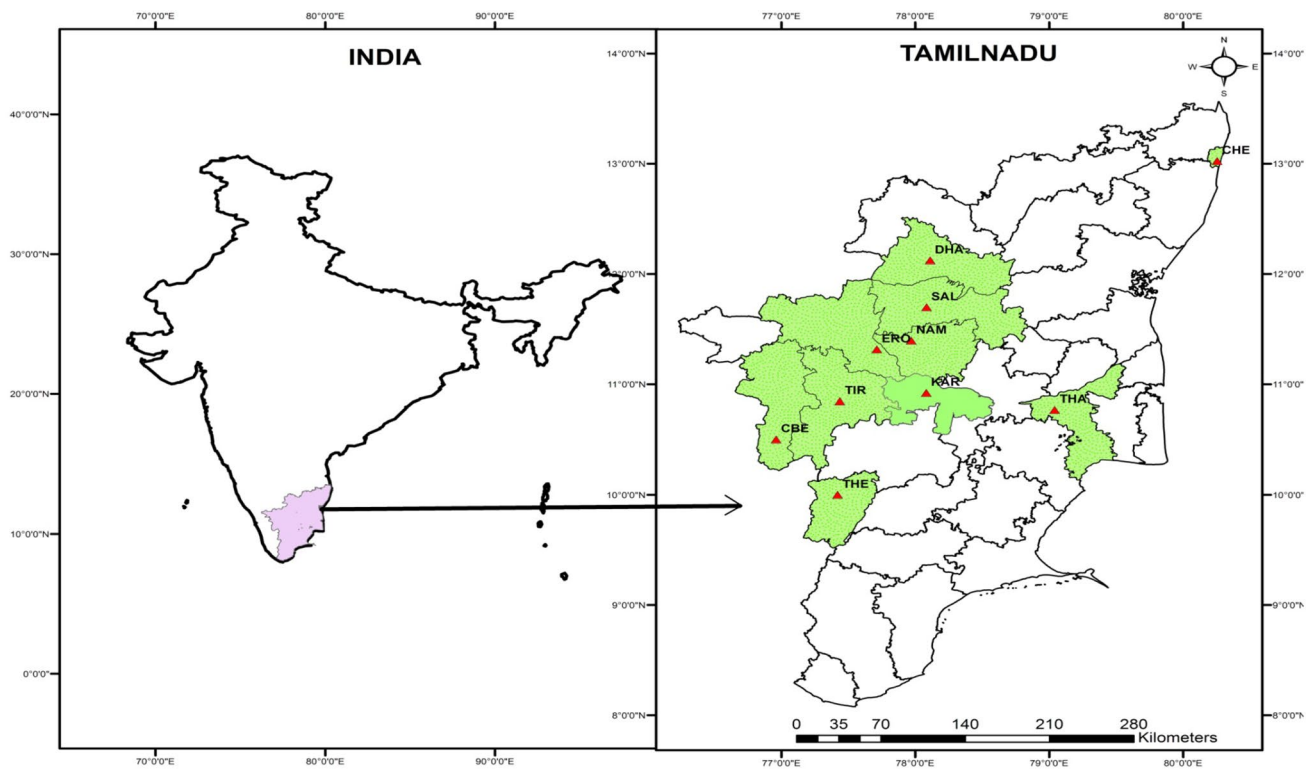 70°0'0"E 80°0'0"E 90°0'0"E 77°0'0"E 78°0'0"E 79°0'0"E 80°0'0"E
INDIA
TAMILNADU
14°0'0"N 14°0'0"N
N
W E
S
40°0'0"N
13°0'0"N 13°0'0"N
CHE
30°0'0"N
DHA
12°0'0"N 12°0'0"N
SAL
NAM
ERO
20°0'0"N
11°0'0"N 11°0'0"N
KAR
TIR
THA
CBE
THE
10°0'0"N 10°0'0"N
10°0'0"N
9°0'0"N 9°0'0"N
0°0'0"N
8°0'0"N 8°0'0"N
0 35 70 140 210 280
Kilometers
70°0'0"E 80°0'0"E 90°0'0"E 77°0'0"E 78°0'0"E 79°0'0"E 80°0'0"E